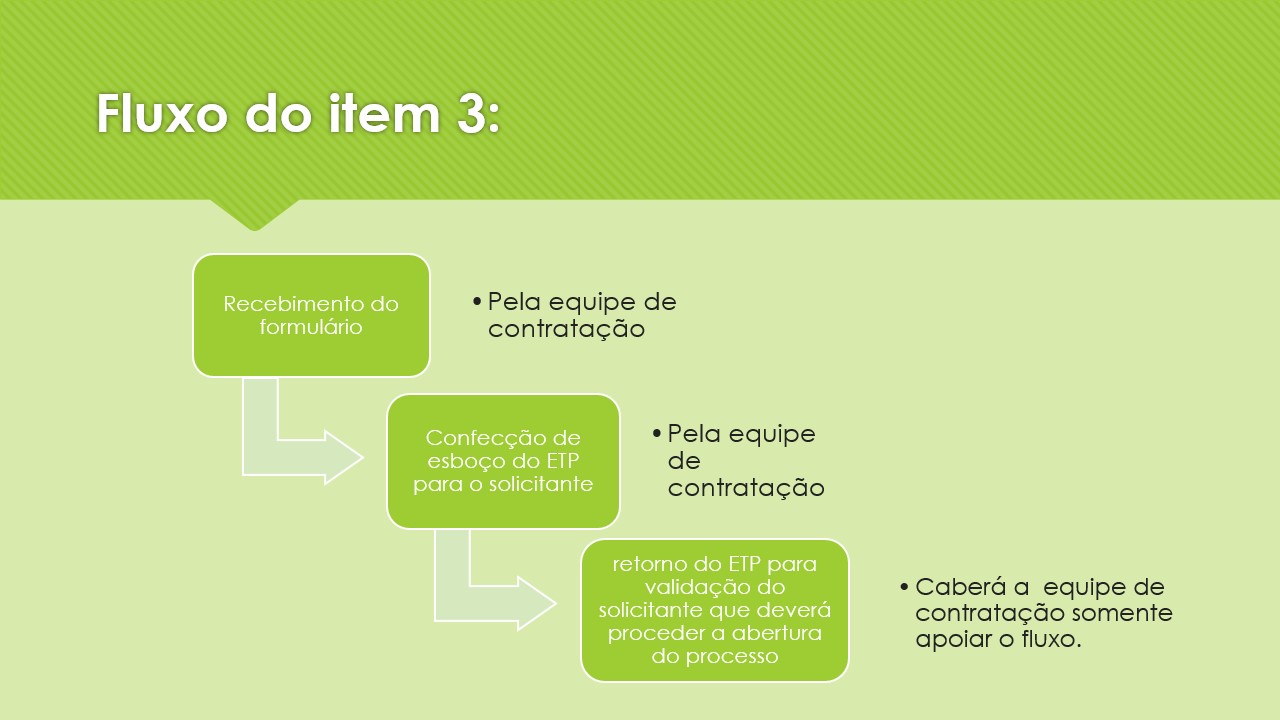 Fluxo do item 3:
Recebimento do
formulário
• Pela equipe de
contratação
Confecção de
esboço do ETP
para o solicitante
• Pela equipe
de
contratação
retorno do ETP para
validação do
solicitante que deverá
proceder a abertura
do processo
• Caberá a  equipe de
contratação somente
apoiar o fluxo.